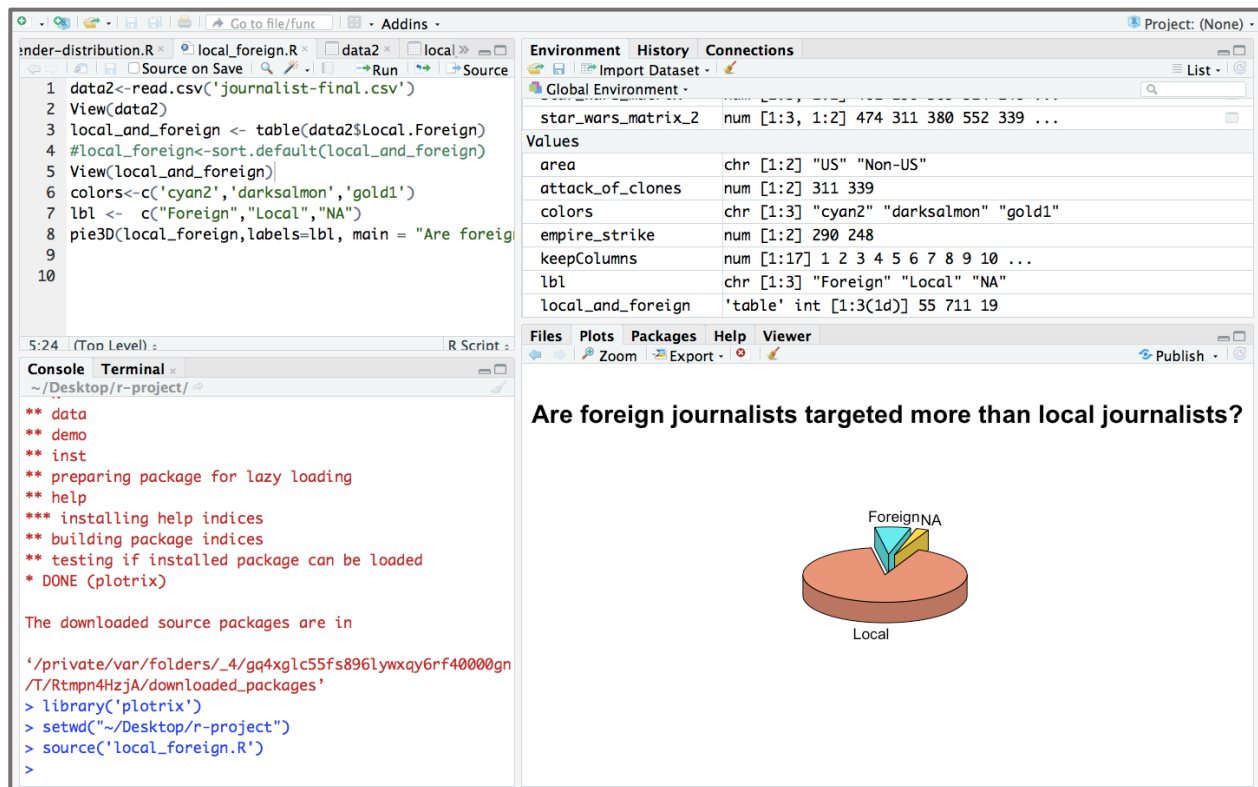 Go to file/func
Addins
Project: (None)
ender-distribution.R
local_foreign.R
data2
local
Source on Save
Run
Source
1 data2<-read.csv('journalist-final.csv')
2 View(data2)
3 local_and_foreign <- table(data2$Local.Foreign)
4 #local_foreign<-sort.default(local_and_foreign)
5 View(local_and_foreign)
6 colors<-c('cyan2','darksalmon','gold1')
7 lbl <- c("Foreign","Local","NA")
8 pie3D(local_foreign,labels=lbl, main = "Are foreig
9
10
5:24 (Top Level)
R Script
Console Terminal
~/Desktop/r-project/
** data
** demo
** inst
** preparing package for lazy loading
** help
*** installing help indices
** building package indices
** testing if installed package can be loaded
* DONE (plotrix)
The downloaded source packages are in
‘/private/var/folders/_4/gq4xglc55fs896lywxqy6rf40000gn
/T/Rtmpn4HzjA/downloaded_packages’
> library('plotrix')
> setwd("~/Desktop/r-project")
> source('local_foreign.R')
>
Environment History Connections
Import Dataset
List
Global Environment
star_wars_matrix_2 num [1:3, 1:2] 474 311 380 552 339 ...
Values
area chr [1:2] "US" "Non-US"
attack_of_clones num [1:2] 311 339
colors chr [1:3] "cyan2" "darksalmon" "gold1"
empire_strike num [1:2] 290 248
keepColumns num [1:17] 1 2 3 4 5 6 7 8 9 10 ...
lbl chr [1:3] "Foreign" "Local" "NA"
local_and_foreign 'table' int [1:3(1d)] 55 711 19
Files Plots Packages Help Viewer
Zoom
Export
Publish
Are foreign journalists targeted more than local journalists?
Foreign
NA
Local